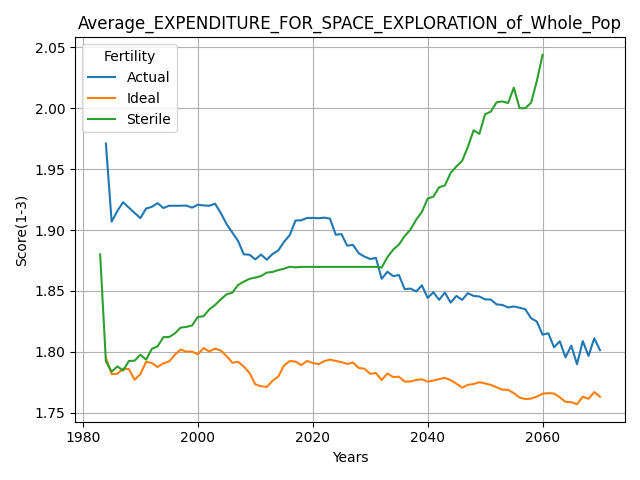 Average_EXPENDITURE_FOR_SPACE_EXPLORATION_of_Whole_Pop
2.05
2.00
1.95
1.90
1.85
1.80
1.75
Score(1-3)
Fertility
Actual
Ideal
Sterile
1980
2000
2020
2040
2060
Years